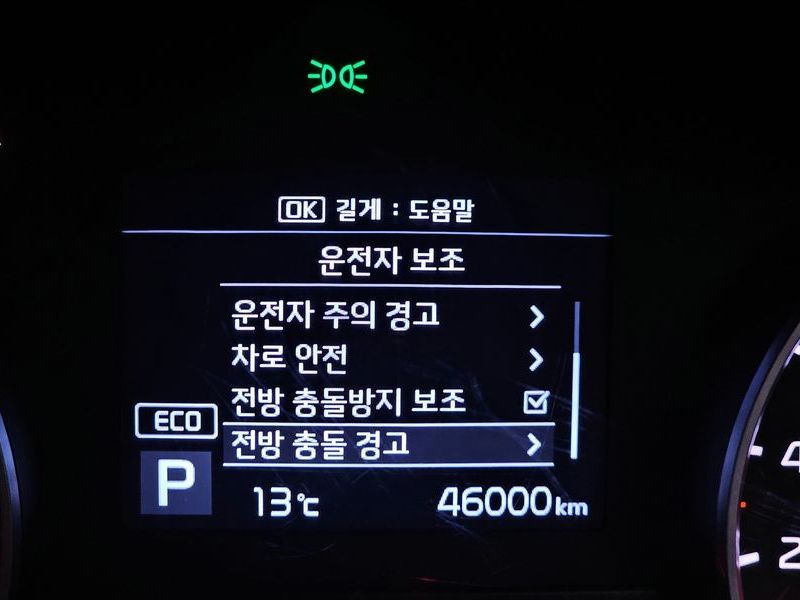 OK 길게 : 도움말
운전자 보조
운전자 주의 경고
차로 안전
전방 충돌방지 보조
ECO
전방 충돌 경고
P
13℃ 46000km
4
2